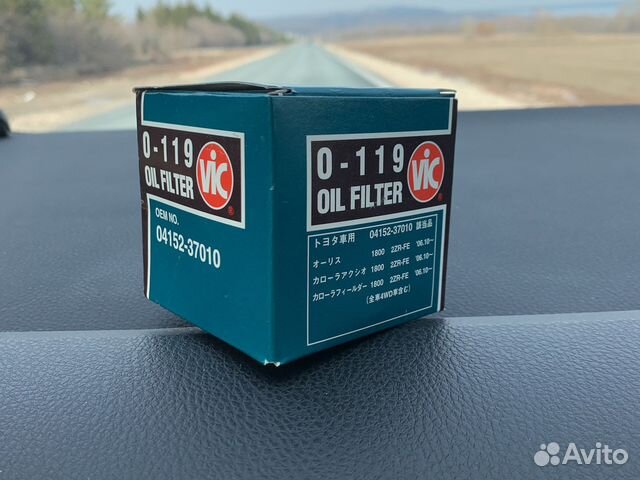 0-119
OIL FILTER
VIC
®
OEM NO.
04152-37010
0-119
OIL FILTER
VIC
®
トヨタ車用 04152-37010 該当品
オーリス 1800 2ZR-FE '06.10～
カローラアクシオ 1800 2ZR-FE '06.10～
カローラフィールダー 1800 2ZR-FE '06.10～
(全車4WD車含む)
Avito